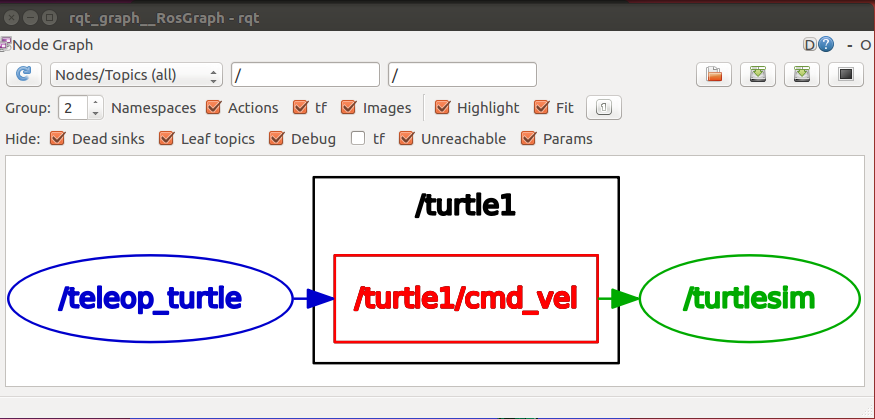 rqt_graph__RosGraph - rqt
Node Graph D ? - O
Nodes/Topics (all) / /
Group: 2 Namespaces Actions tf Images Highlight Fit
Hide: Dead sinks Leaf topics Debug tf Unreachable Params
/turtle1
/teleop_turtle /turtle1/cmd_vel /turtlesim